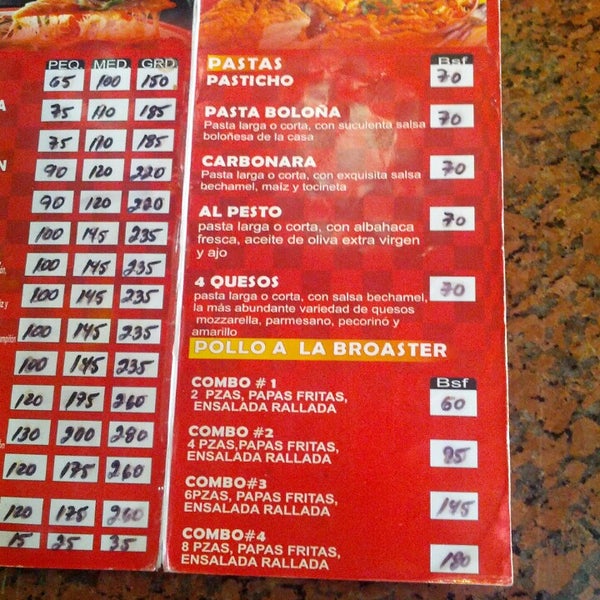 PEQ. MED. GRD.
65 100 150
A
75 110 185
75 110 185
N
90 120 220
90 120 220
100 145 235
100 145 235
100 145 235
100 145 235
100 145 235
120 175 260
130 200 280
120 175 260
120 175 260
15 25 35
PASTAS Bsf
PASTICHO 70
PASTA BOLOÑA 70
Pasta larga o corta, con suculenta salsa
boloñesa de la casa
CARBONARA 70
Pasta larga o corta, con exquisita salsa
bechamel, maíz y tocineta
AL PESTO 70
pasta larga o corta, con albahaca
fresca, aceite de oliva extra virgen
y ajo
4 QUESOS 70
pasta larga o corta, con salsa bechamel,
la más abundante variedad de quesos
mozzarella, parmesano, pecorinó y
amarillo
POLLO A LA BROASTER
Bsf
COMBO # 1 60
2 PZAS, PAPAS FRITAS,
ENSALADA RALLADA
COMBO #2 95
4 PZAS,PAPAS FRITAS,
ENSALADA RALLADA
COMBO#3 145
6PZAS, PAPAS FRITAS,
ENSALADA RALLADA
COMBO#4 180
8 PZAS, PAPAS FRITAS,
ENSALADA RALLADA